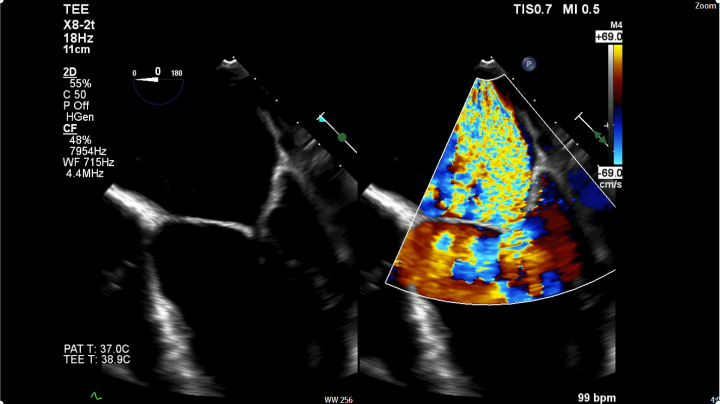 TEE
X8-2t
18Hz
11cm
2D
55%
C 50
P Off
HGen
CF
48%
7954Hz
WF 715Hz
4.4MHz
0 0 180
PAT T: 37.0C
TEE T: 38.9C
TIS0.7 MI 0.5
Zoom
P
M4
+69.0
-69.0
cm/s
WW 256
99 bpm